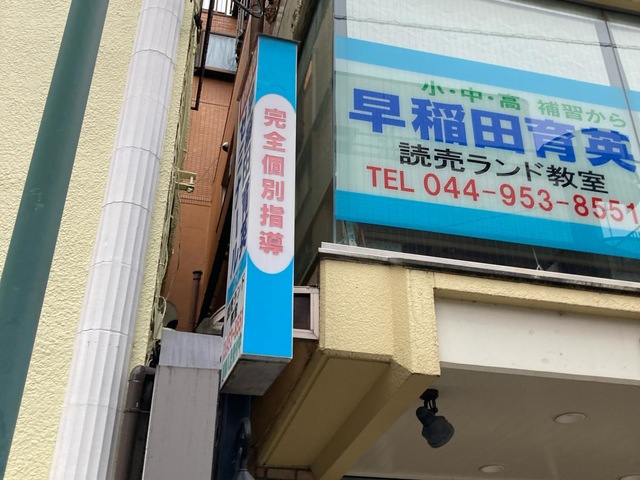 完全個別指導
小・中・高 補習から
早稲田育英
読売ランド教室
TEL 044-953-8551